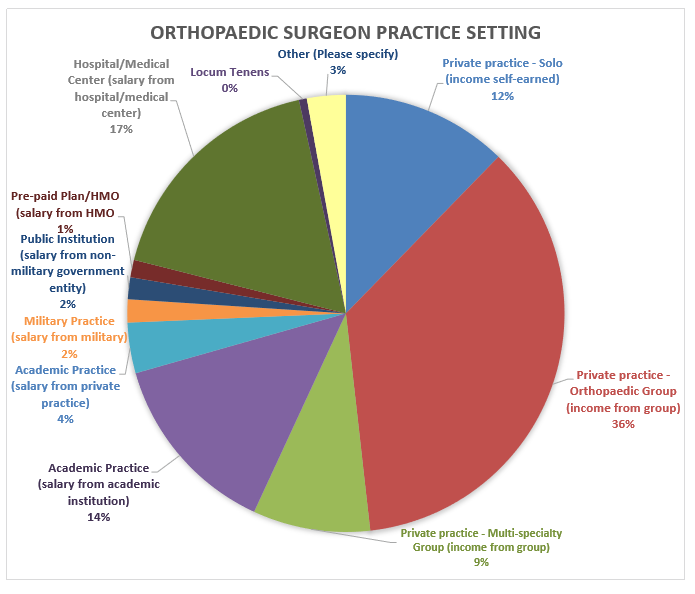 ORTHOPAEDIC SURGEON PRACTICE SETTING
Other (Please specify)
3%
Private practice - Solo
(income self-earned)
12%
Private practice -
Orthopaedic Group
(income from group)
36%
Private practice - Multi-specialty
Group (income from group)
9%
Academic Practice
(salary from academic
institution)
14%
Academic Practice
(salary from private
practice)
4%
Military Practice
(salary from military)
2%
Public Institution
(salary from non-
military government
entity)
2%
Pre-paid Plan/HMO
(salary from HMO
1%
Hospital/Medical
Center (salary from
hospital/medical
center)
17%
Locum Tenens
0%